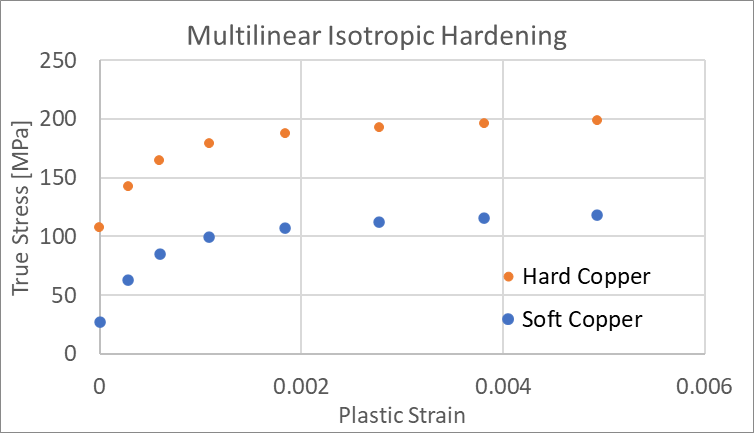 Multilinear Isotropic Hardening
250
200
150
100
50
0
True Stress [MPa]
Hard Copper
Soft Copper
0 0.002 0.004 0.006
Plastic Strain